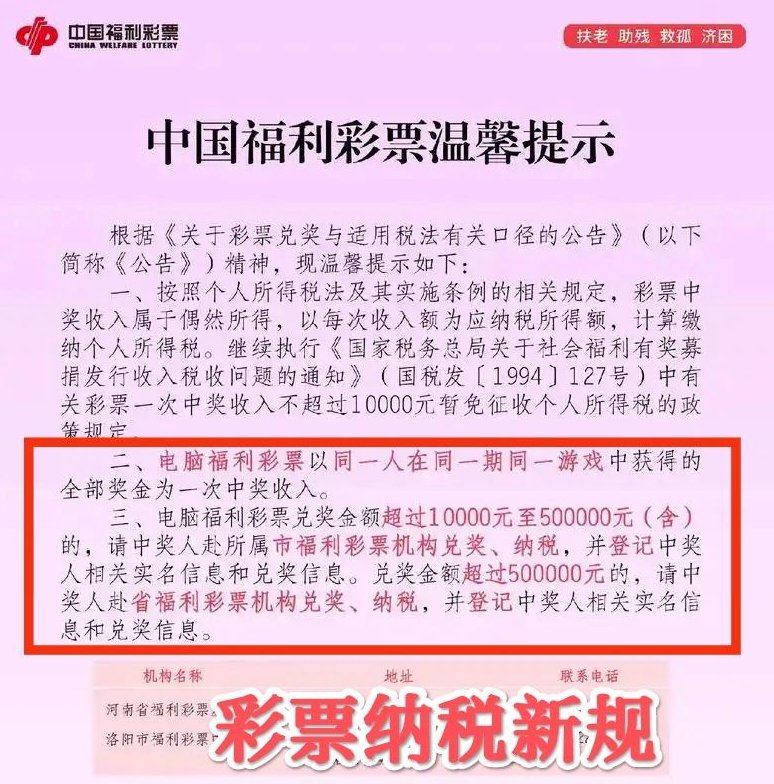 中国福利彩票
CHINA WELFARE LOTTERY
扶老 助残 救孤 济困
中国福利彩票温馨提示
根据《关于彩票兑奖与适用税法有关口径的公告》（以下
简称《公告》）精神，现温馨提示如下：
一、按照个人所得税法及其实施条例的相关规定，彩票中
奖收入属于偶然所得，以每次收入额为应纳税所得额，计算缴
纳个人所得税。继续执行《国家税务总局关于社会福利有奖募
捐发行收入税收问题的通知》（国税发〔1994〕127号）中有
关彩票一次中奖收入不超过10000元暂免征收个人所得税的政
策规定。
二、电脑福利彩票以同一人在同一期同一游戏中获得的
全部奖金为一次中奖收入。
三、电脑福利彩票兑奖金额超过10000元至500000元（含）
的，请中奖人赴所属市福利彩票机构兑奖、纳税，并登记中奖
人相关实名信息和兑奖信息。兑奖金额超过500000元的，请中
奖人赴省福利彩票机构兑奖、纳税，并登记中奖人相关实名信
息和兑奖信息。
机构名称 地址 联系电话
河南省福利彩票
洛阳市福利彩票
彩票纳税新规